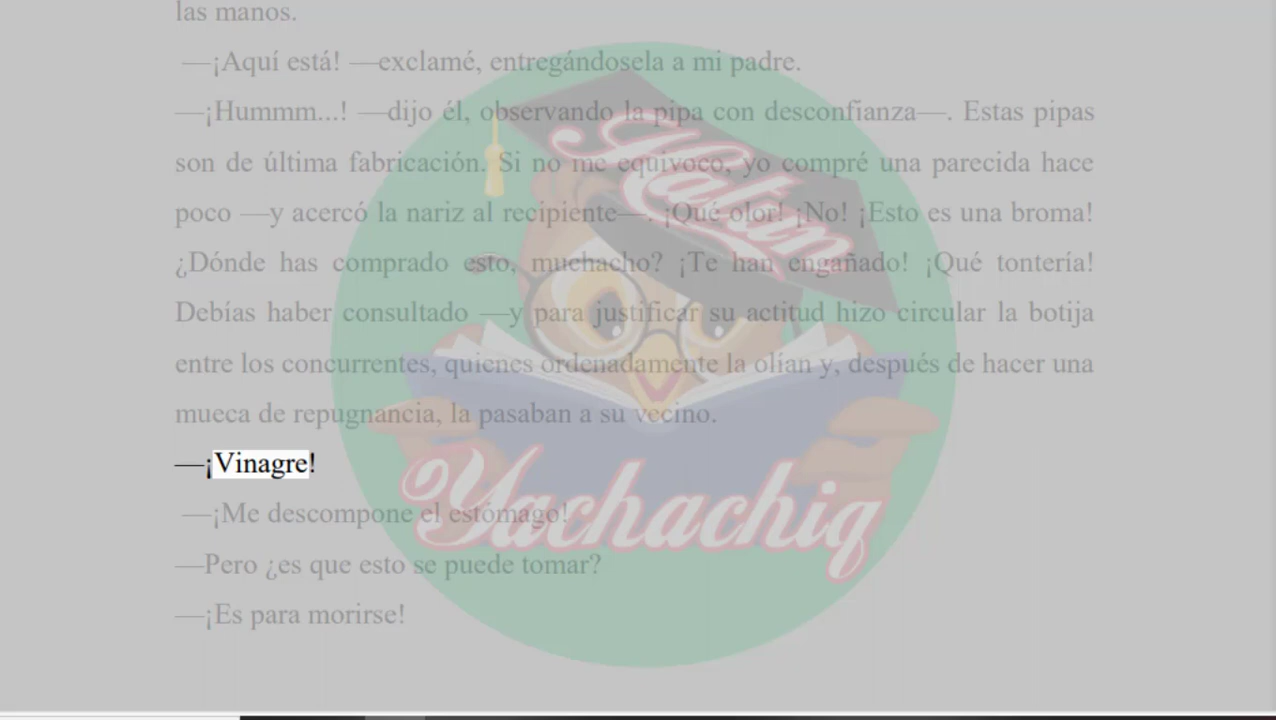 las manos.
—¡Aquí está! —exclamé, entregándosela a mi padre.
—¡Hummm...! —dijo él, observando la pipa con desconfianza—. Estas pipas
son de última fabricación. Si no me equivoco, yo compré una parecida hace
poco —y acercó la nariz al recipiente—. ¡Qué olor! ¡No! ¡Esto es una broma!
¿Dónde has comprado esto, muchacho? ¡Te han engañado! ¡Qué tontería!
Debías haber consultado —y para justificar su actitud hizo circular la botija
entre los concurrentes, quienes ordenadamente la olían y, después de hacer una
mueca de repugnancia, la pasaban a su vecino.
—¡Vinagre!
—¡Me descompone el estómago!
—Pero ¿es que esto se puede tomar?
—¡Es para morirse!
Hatun
Yachachiq